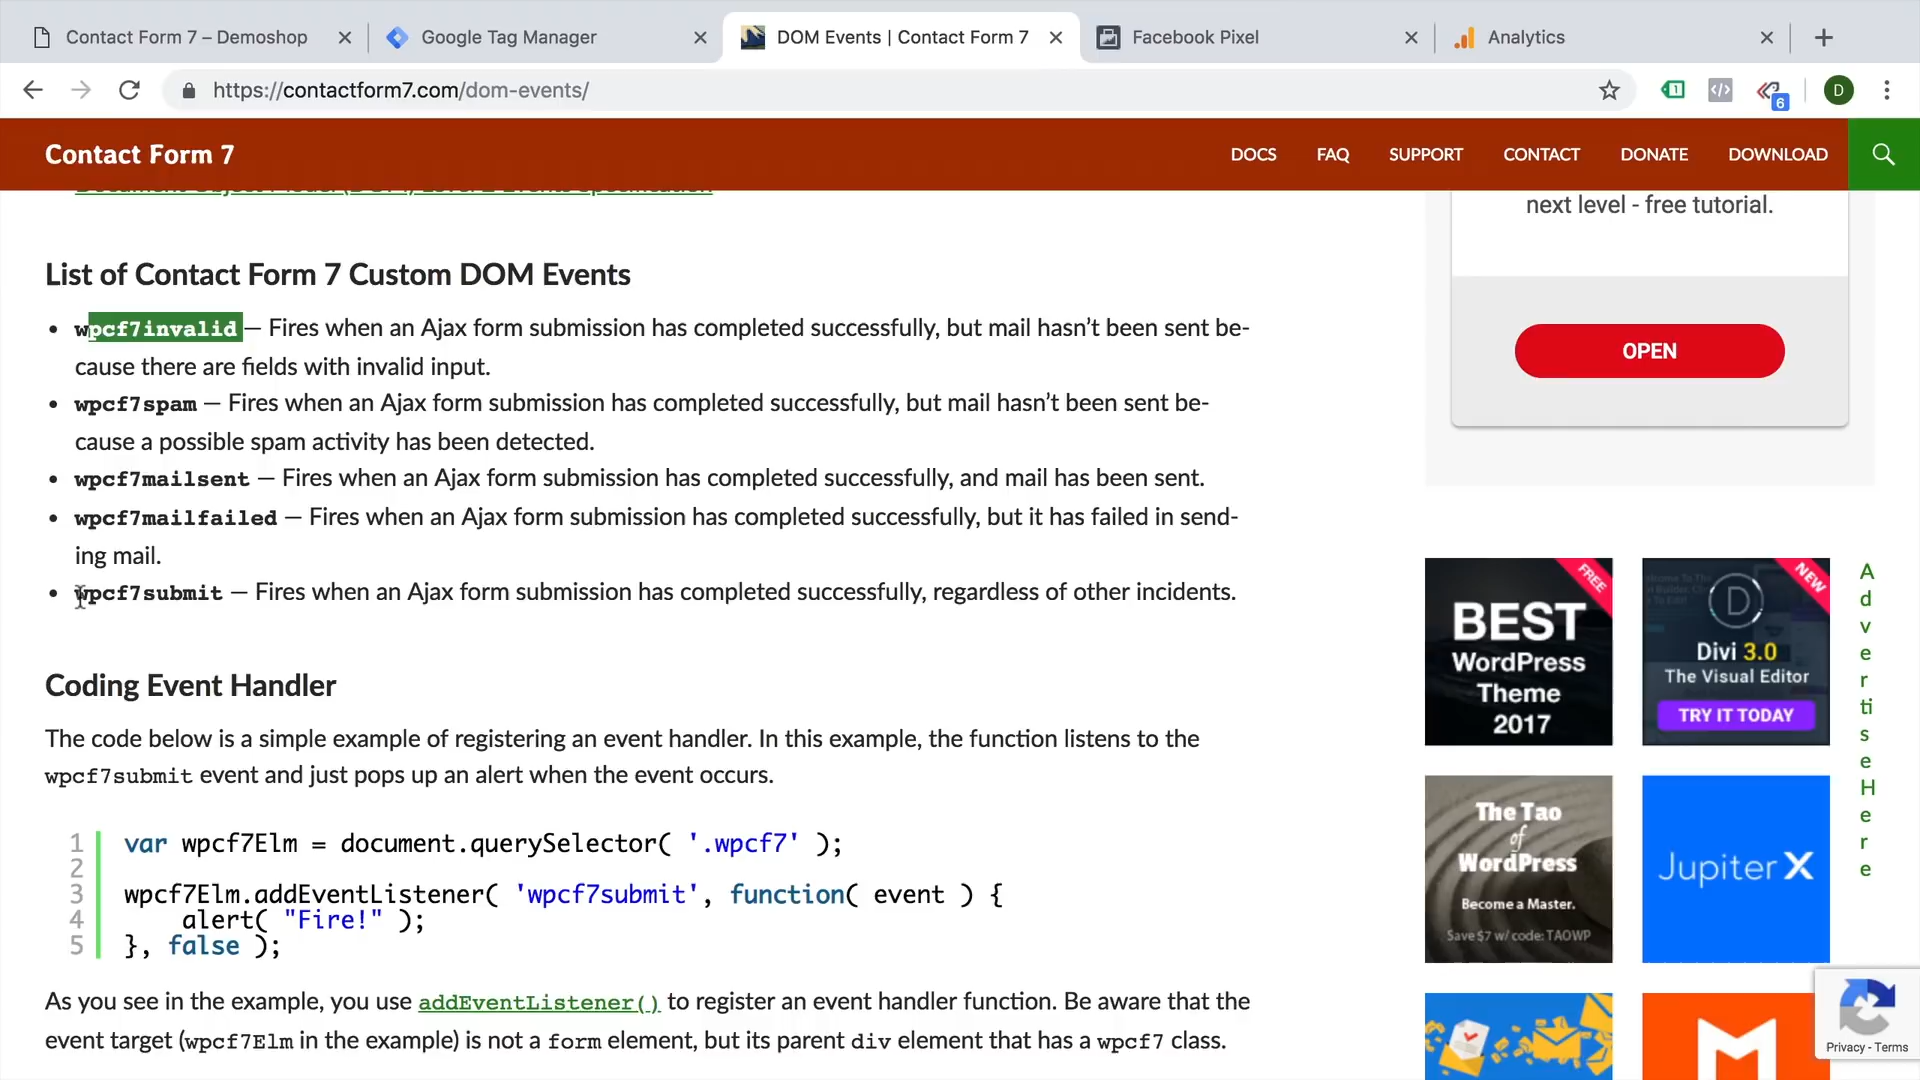 Contact Form 7 – Demoshop
Google Tag Manager
DOM Events | Contact Form 7
Facebook Pixel
Analytics
https://contactform7.com/dom-events/
1
6
D
Contact Form 7
DOCS
FAQ
SUPPORT
CONTACT
DONATE
DOWNLOAD
Document Object Model (DOM) Level 2 Events Specification
next level - free tutorial.
OPEN
List of Contact Form 7 Custom DOM Events
wpcf7invalid — Fires when an Ajax form submission has completed successfully, but mail hasn’t been sent be-
cause there are fields with invalid input.
wpcf7spam — Fires when an Ajax form submission has completed successfully, but mail hasn’t been sent be-
cause a possible spam activity has been detected.
wpcf7mailsent — Fires when an Ajax form submission has completed successfully, and mail has been sent.
wpcf7mailfailed — Fires when an Ajax form submission has completed successfully, but it has failed in send-
ing mail.
wpcf7submit — Fires when an Ajax form submission has completed successfully, regardless of other incidents.
Coding Event Handler
The code below is a simple example of registering an event handler. In this example, the function listens to the
wpcf7submit event and just pops up an alert when the event occurs.
1 var wpcf7Elm = document.querySelector( '.wpcf7' );
2
3 wpcf7Elm.addEventListener( 'wpcf7submit', function( event ) {
4 alert( "Fire!" );
5 }, false );
As you see in the example, you use addEventListener() to register an event handler function. Be aware that the
event target (wpcf7Elm in the example) is not a form element, but its parent div element that has a wpcf7 class.
FREE
BEST
WordPress
Theme
2017
NEW
D
Divi 3.0
The Visual Editor
TRY IT TODAY
Advertise Here
The Tao
of
WordPress
Become a Master.
Save $7 w/ code: TAOWP
Jupiter X
Privacy - Terms